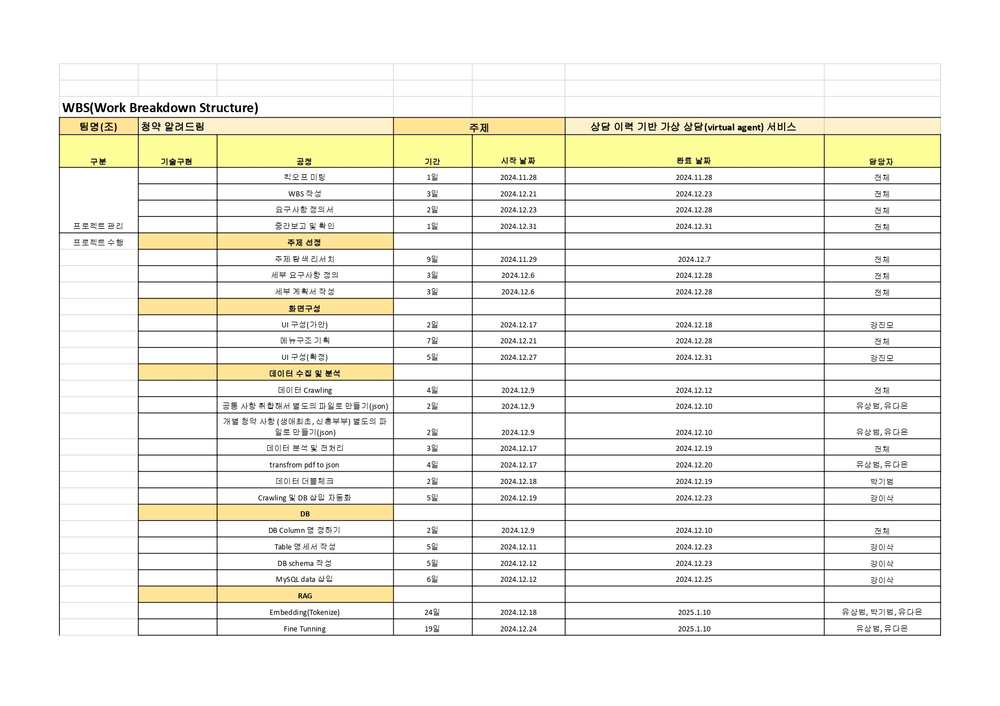 WBS(Work Breakdown Structure)
팀명(조) 청약 알려드림 주제 상담 이력 기반 가상 상담(virtual agent) 서비스
구분 기술구현 공정 기간 시작 날짜 완료 날짜 담당자
킥오프 미팅 1일 2024.11.28 2024.11.28 전체
WBS 작성 3일 2024.12.21 2024.12.23 전체
요구사항 정의서 2일 2024.12.23 2024.12.28 전체
프로젝트 관리 중간보고 및 확인 1일 2024.12.31 2024.12.31 전체
프로젝트 수행 주제 선정
주제 탐색 리서치 9일 2024.11.29 2024.12.7 전체
세부 요구사항 정의 3일 2024.12.6 2024.12.28 전체
세부 계획서 작성 3일 2024.12.6 2024.12.28 전체
화면구성
UI 구성(가안) 2일 2024.12.17 2024.12.18 강진모
메뉴구조 기획 7일 2024.12.21 2024.12.28 전체
UI 구성(확정) 5일 2024.12.27 2024.12.31 강진모
데이터 수집 및 분석
데이터 Crawling 4일 2024.12.9 2024.12.12 전체
공통 사항 취합해서 별도의 파일로 만들기(json) 2일 2024.12.9 2024.12.10 유상범, 유다은
개별 청약 사항 (생애최초, 신혼부부) 별도의 파
일로 만들기(json) 2일 2024.12.9 2024.12.10 유상범, 유다은
데이터 분석 및 전처리 3일 2024.12.17 2024.12.19 전체
transfrom pdf to json 4일 2024.12.17 2024.12.20 유상범, 유다은
데이터 더블체크 2일 2024.12.18 2024.12.19 박기범
Crawling 및 DB 삽입 자동화 5일 2024.12.19 2024.12.23 강이삭
DB
DB Column 명 정하기 2일 2024.12.9 2024.12.10 전체
Table 명세서 작성 5일 2024.12.11 2024.12.23 강이삭
DB schema 작성 5일 2024.12.12 2024.12.23 강이삭
MySQL data 삽입 6일 2024.12.12 2024.12.25 강이삭
RAG
Embedding(Tokenize) 24일 2024.12.18 2025.1.10 유상범, 박기범, 유다은
Fine Tunning 19일 2024.12.24 2025.1.10 유상범, 유다은